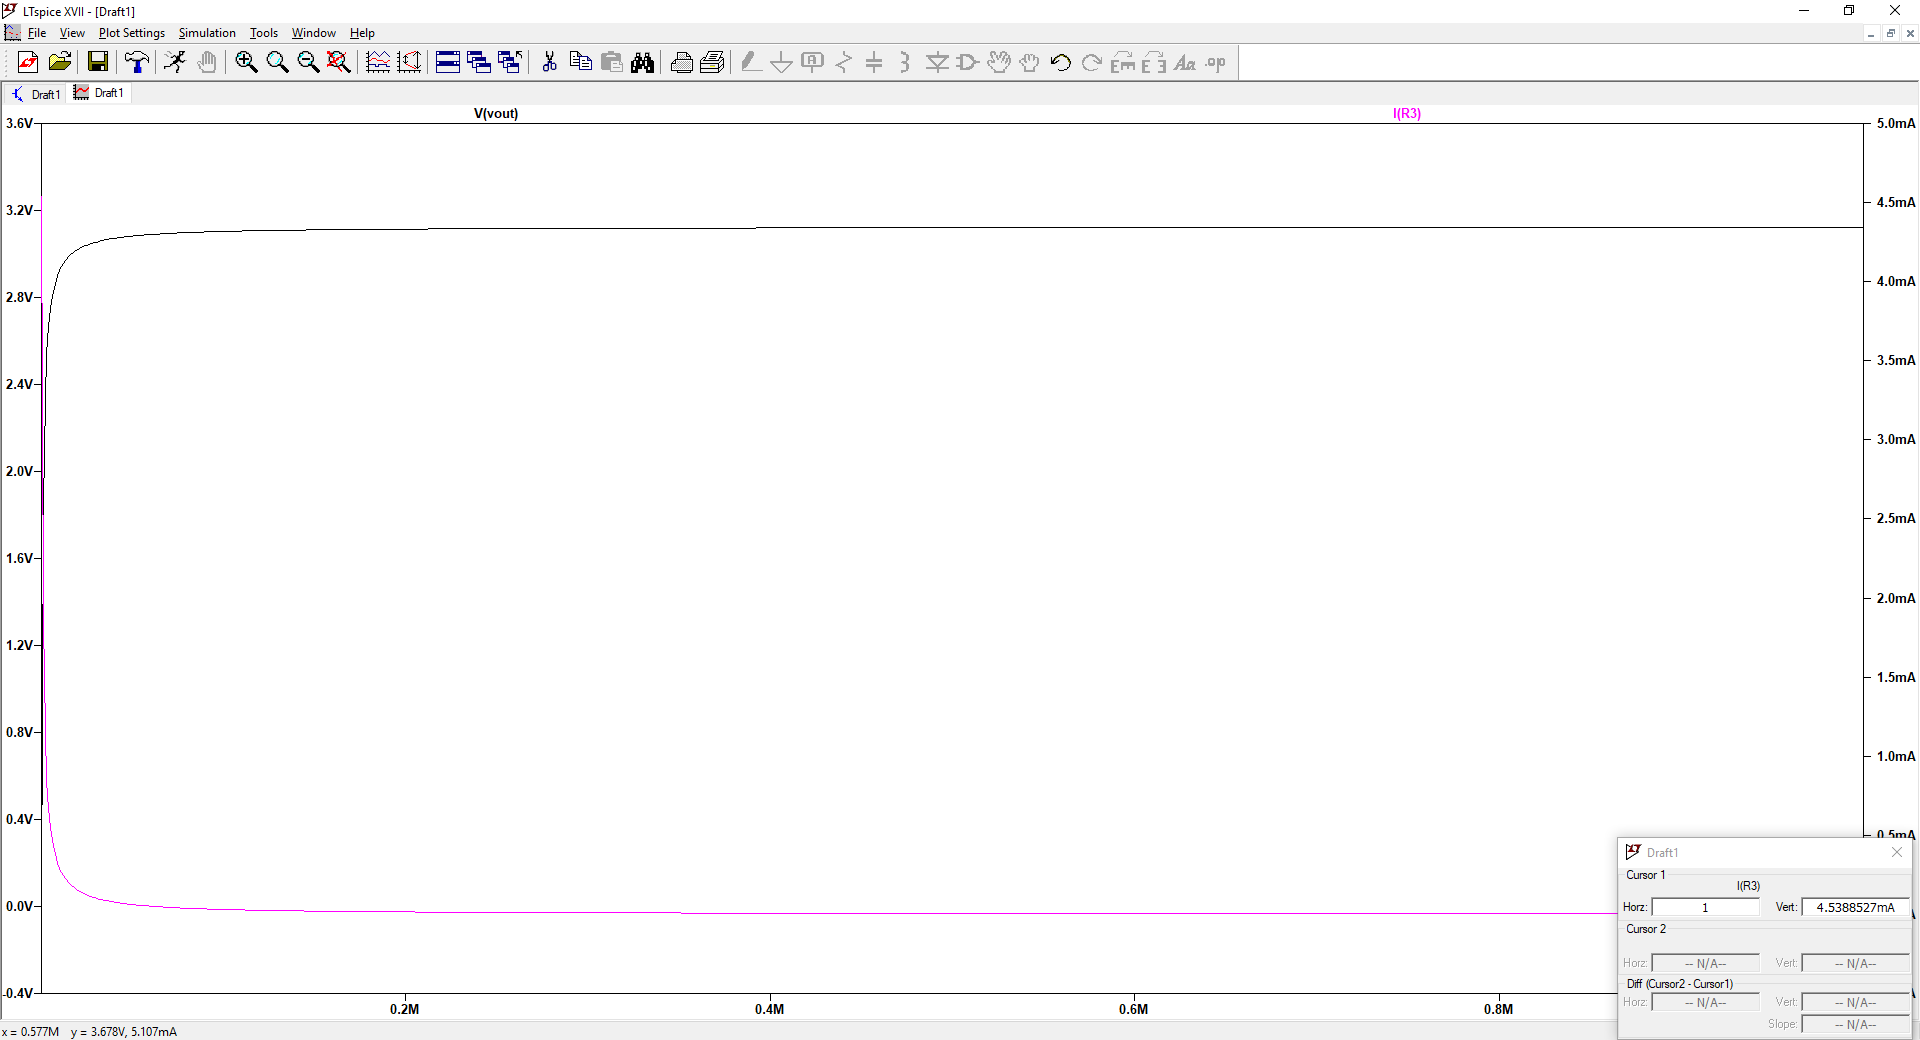 LTspice XVII - [Draft1]
File View Plot Settings Simulation Tools Window Help
Draft1 Draft1
V(vout) I(R3)
3.6V 5.0mA
3.2V 4.5mA
2.8V 4.0mA
2.4V 3.5mA
2.0V 3.0mA
1.6V 2.5mA
1.2V 2.0mA
0.8V 1.5mA
0.4V 1.0mA
0.0V 0.5mA
-0.4V
0.2M 0.4M 0.6M 0.8M
Draft1
Cursor 1
I(R3)
Horz: 1 Vert: 4.5388527mA
Cursor 2
Horz: -- N/A-- Vert: -- N/A--
Diff (Cursor2 - Cursor1)
Horz: -- N/A-- Vert: -- N/A--
Slope: -- N/A--
x = 0.577M y = 3.678V, 5.107mA